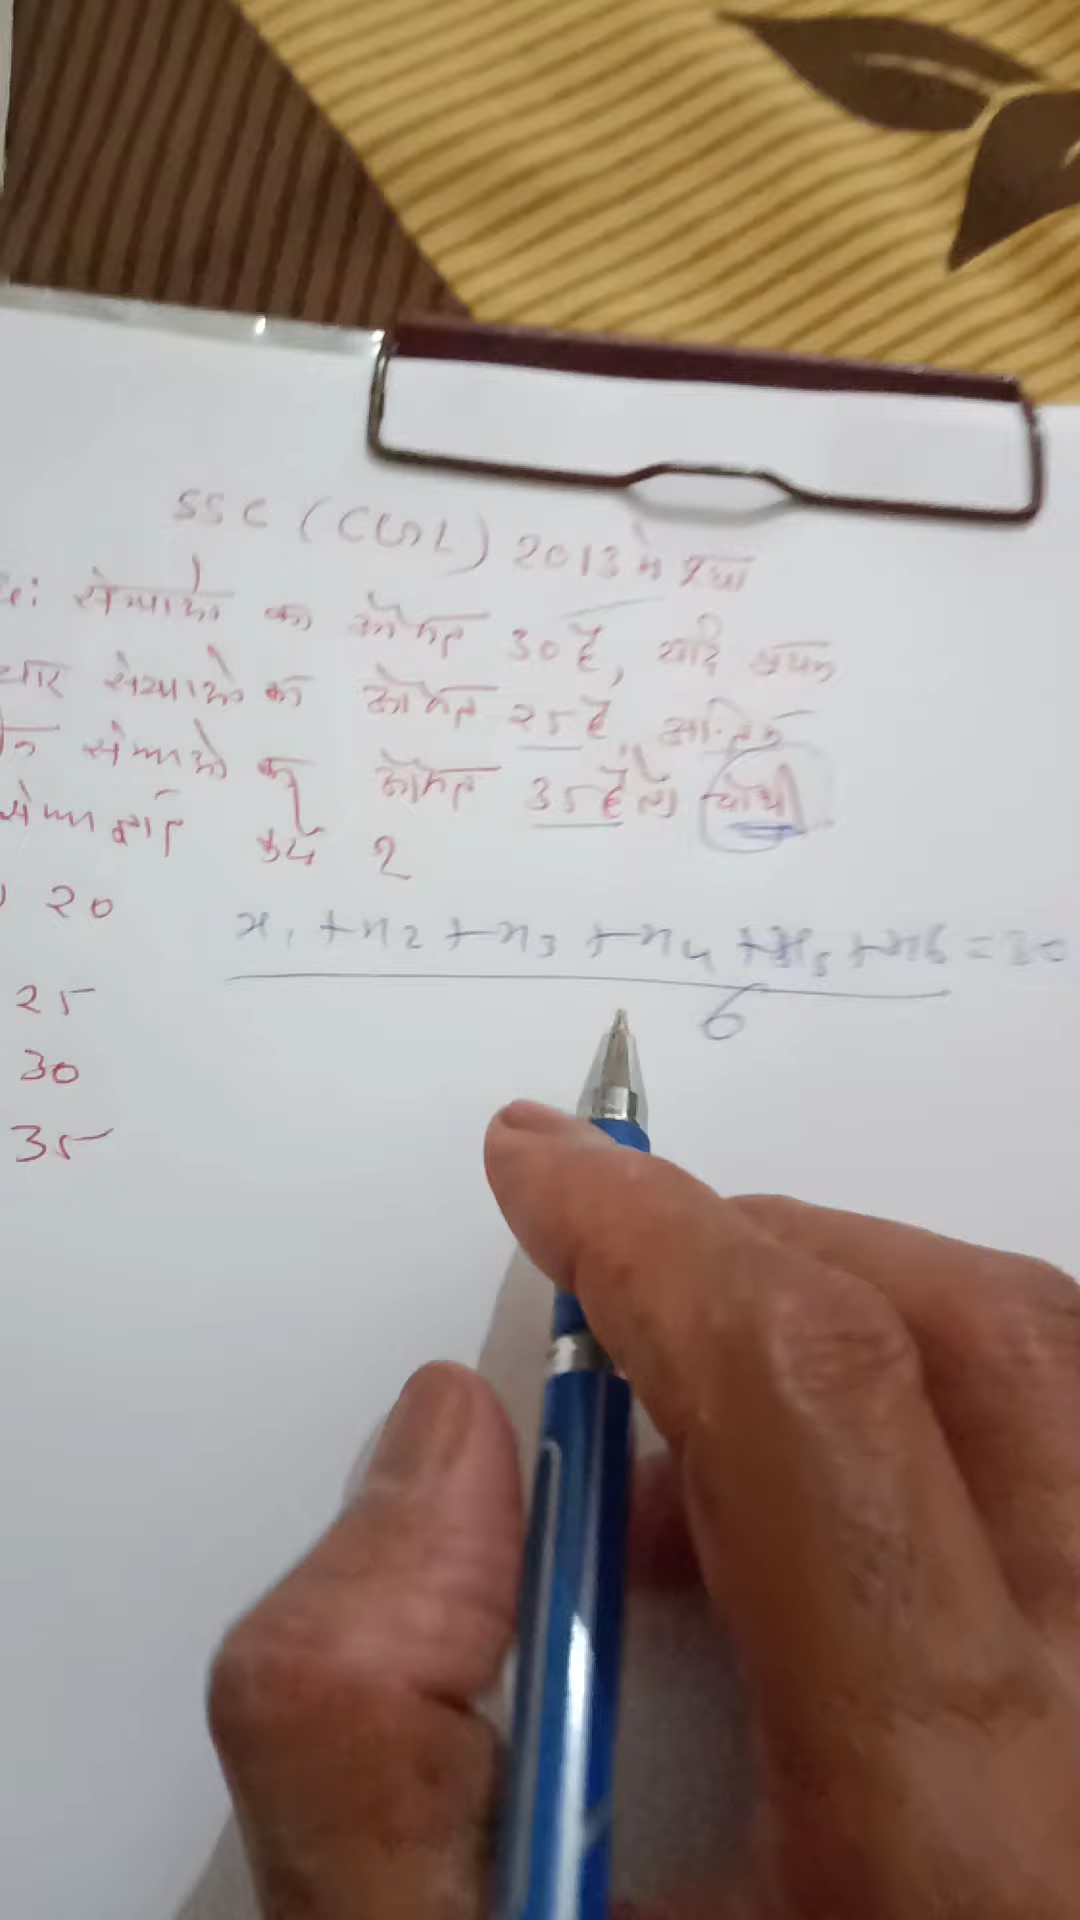 SSC (CGL) 2013 में
संख्याओं का औसत 30 है, यदि प्रथम
चार संख्याओं का औसत 25 है, अन्तिम
संख्याओं का औसत 35 है तो चौथी
संख्या ज्ञात करें ?
20
x1 + x2 + x3 + x4 + x5 + x6 = 30
6
25
30
35